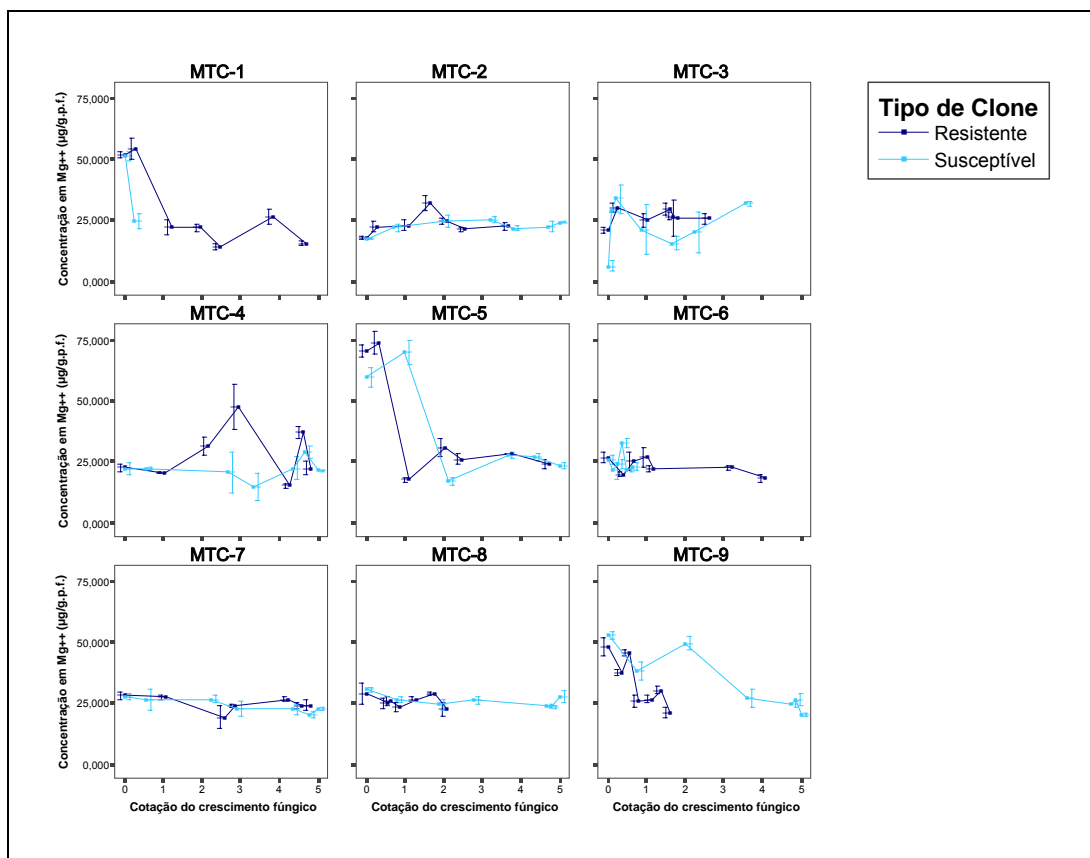 MTC-1
MTC-2
MTC-3
Concentração em Mg++ (µg/g.p.f.)
75,000
50,000
25,000
0,000
Tipo de Clone
Resistente
Susceptível
MTC-4
MTC-5
MTC-6
Concentração em Mg++ (µg/g.p.f.)
75,000
50,000
25,000
0,000
MTC-7
MTC-8
MTC-9
Concentração em Mg++ (µg/g.p.f.)
75,000
50,000
25,000
0,000
0 1 2 3 4 5
0 1 2 3 4 5
0 1 2 3 4 5
Cotação do crescimento fúngico
Cotação do crescimento fúngico
Cotação do crescimento fúngico